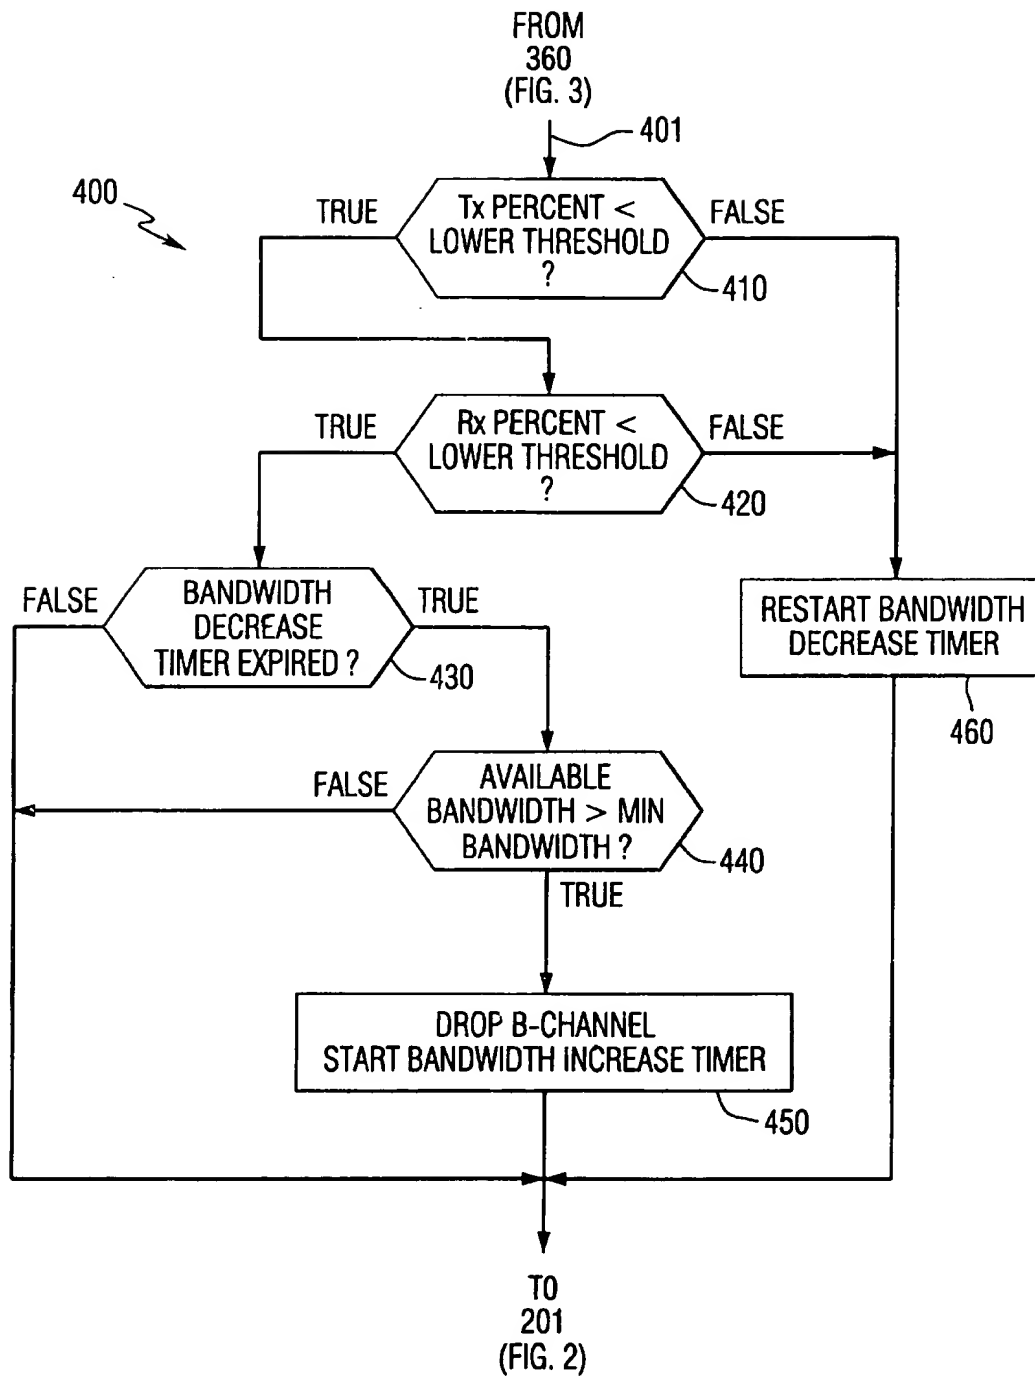 FROM
360
(FIG. 3)
401
400
TRUE
Tx PERCENT <
LOWER THRESHOLD
?
FALSE
410
TRUE
Rx PERCENT <
LOWER THRESHOLD
?
FALSE
420
FALSE
BANDWIDTH
DECREASE
TIMER EXPIRED ?
TRUE
430
RESTART BANDWIDTH
DECREASE TIMER
460
FALSE
AVAILABLE
BANDWIDTH > MIN
BANDWIDTH ?
440
TRUE
DROP B-CHANNEL
START BANDWIDTH INCREASE TIMER
450
TO
201
(FIG. 2)